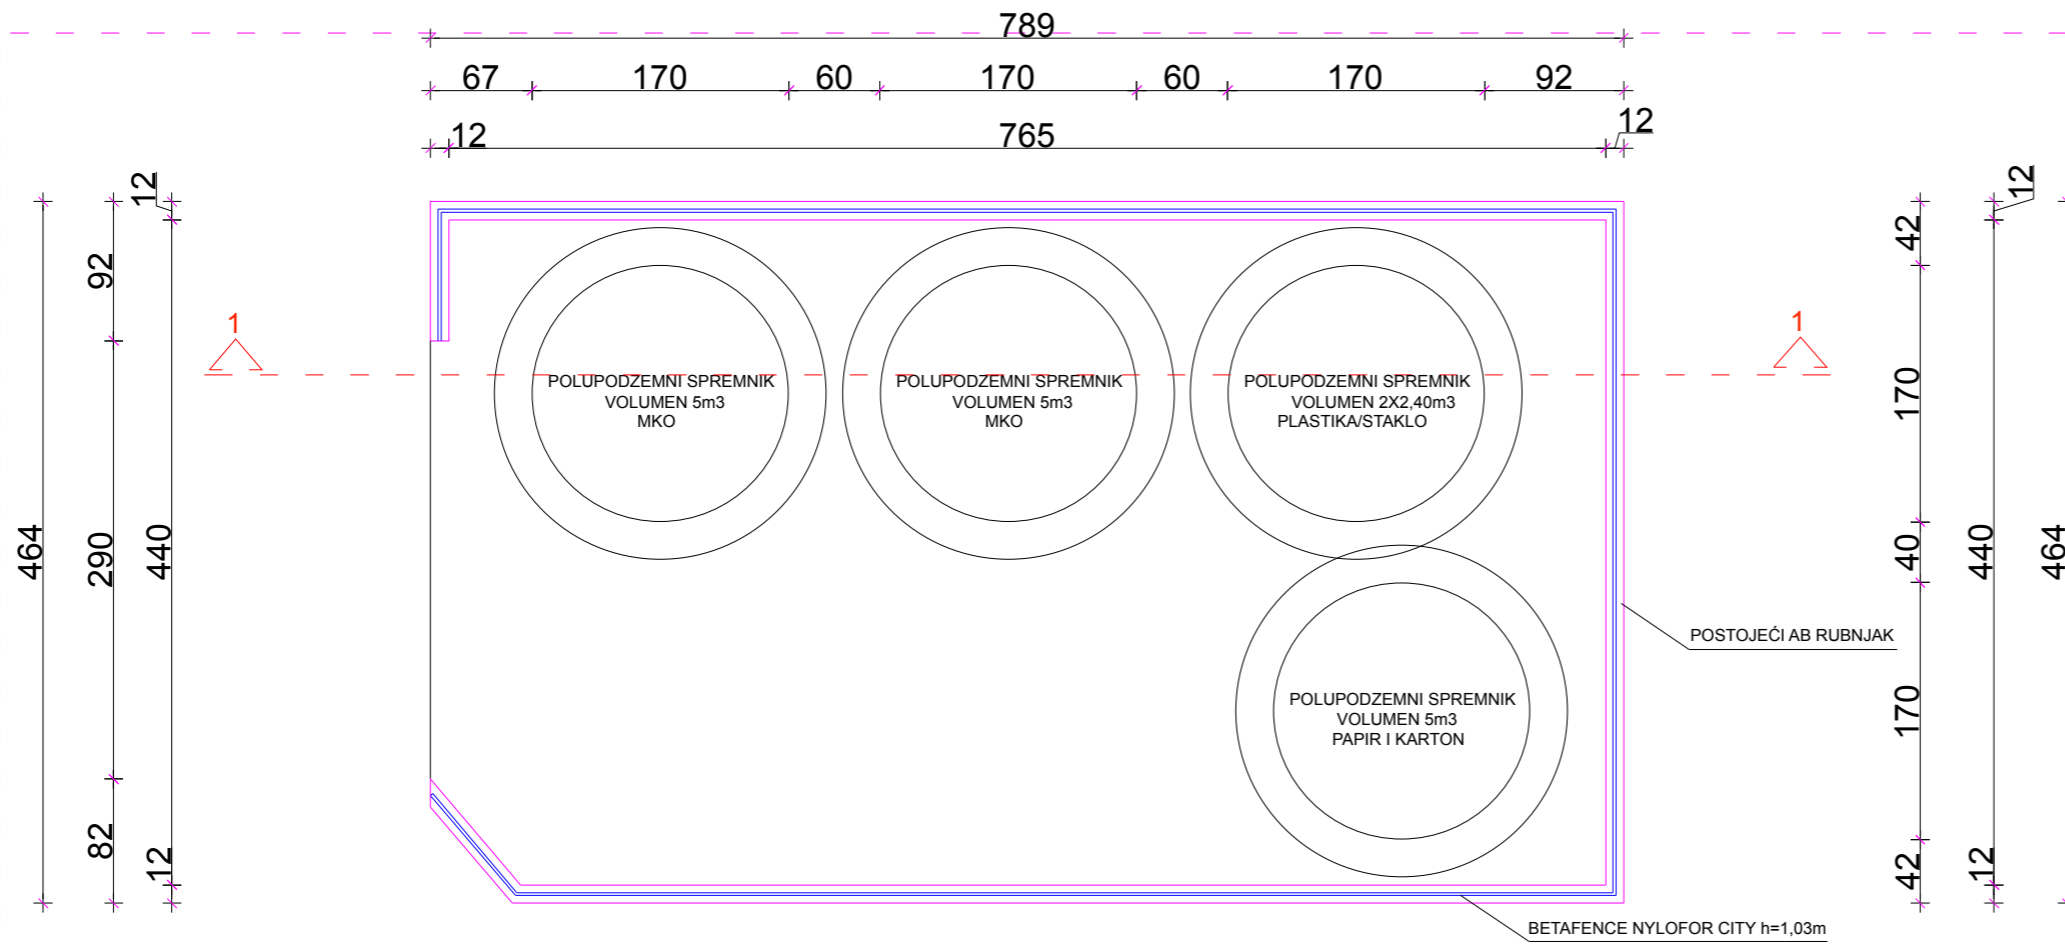 789
67 170 60 170 60 170 92
12 765 12
12 12
92 42
1 1
170
POLUPODZEMNI SPREMNIK
VOLUMEN 5m3
MKO
POLUPODZEMNI SPREMNIK
VOLUMEN 5m3
MKO
POLUPODZEMNI SPREMNIK
VOLUMEN 2X2,40m3
PLASTIKA/STAKLO
464 290 440 40 440 464
POSTOJEĆI AB RUBNJAK
POLUPODZEMNI SPREMNIK
VOLUMEN 5m3
PAPIR I KARTON
170
82 12 42 12
BETAFENCE NYLOFOR CITY h=1,03m